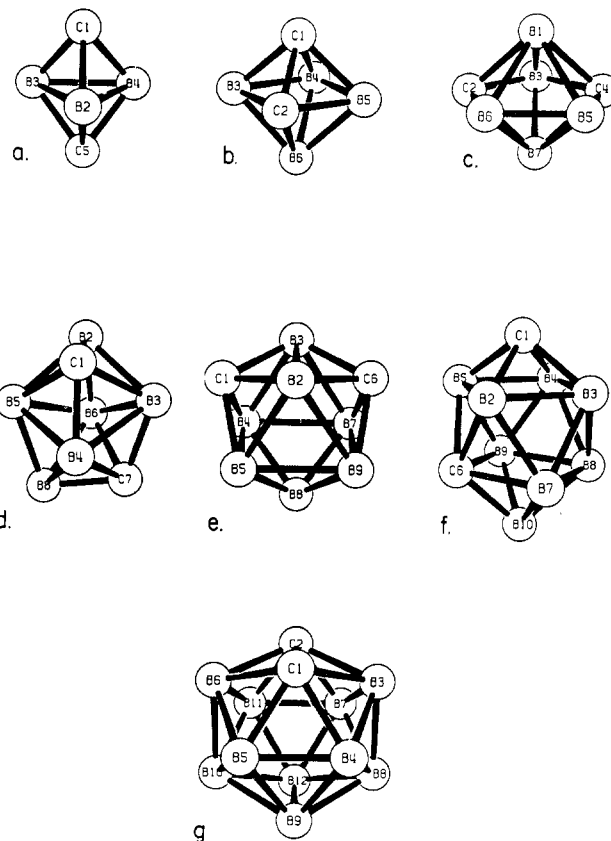 C1
B3 B4
B2
C5
a.
C1
B3 B4
C2 B5
B6
b.
B1
C2 B3 C4
B6 B5
B7
c.
B2
C1
B5 B6 B3
B4
B8 C7
d.
B3
C1 B2 C6
B4 B7
B5 B9
B8
e.
C1
B5 B4 B3
B2
C6 B9 B8
B7
B10
f.
C2
B6 C1 B3
B11 B7
B5 B4
B10 B12 B8
B9
g